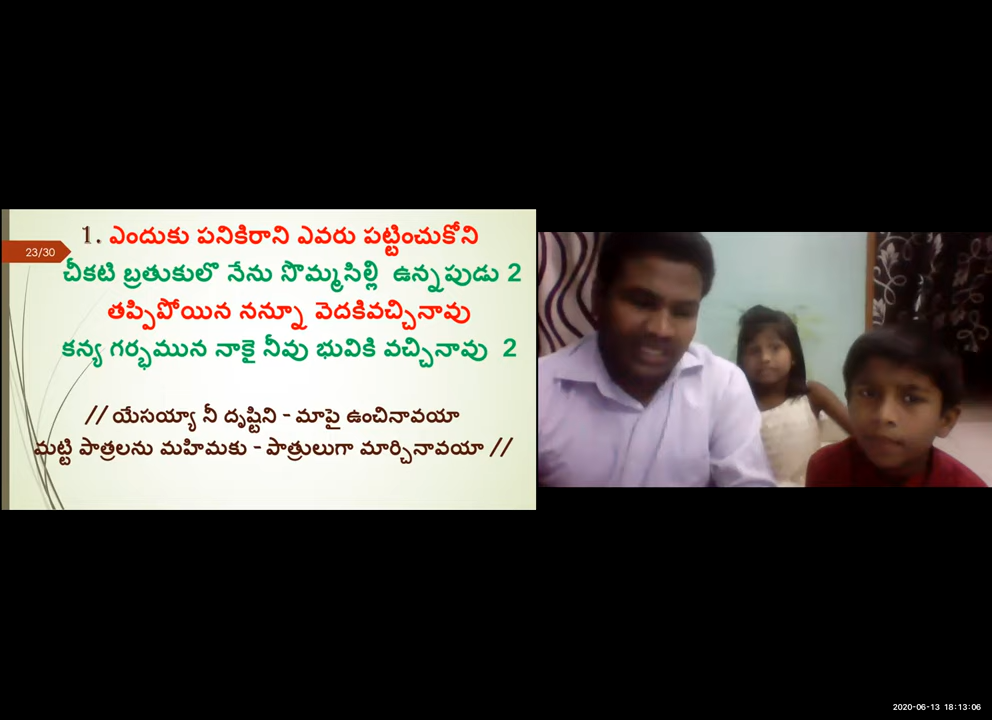 1. ఎందుకు పనికిరాని ఎవరు పట్టించుకోని
23/30
చీకటి బ్రతుకులొ నేను సొమ్మసిల్లి ఉన్నపుడు 2
తప్పిపోయిన నన్నూ వెదకివచ్చినావు
కన్య గర్భమున నాకై నీవు భువికి వచ్చినావు 2
// యేసయ్యా నీ దృష్టిని - మాపై ఉంచినావయా
మట్టి పాత్రలను మహిమకు - పాత్రులుగా మార్చినావయా //
2020-06-13 18:13:06